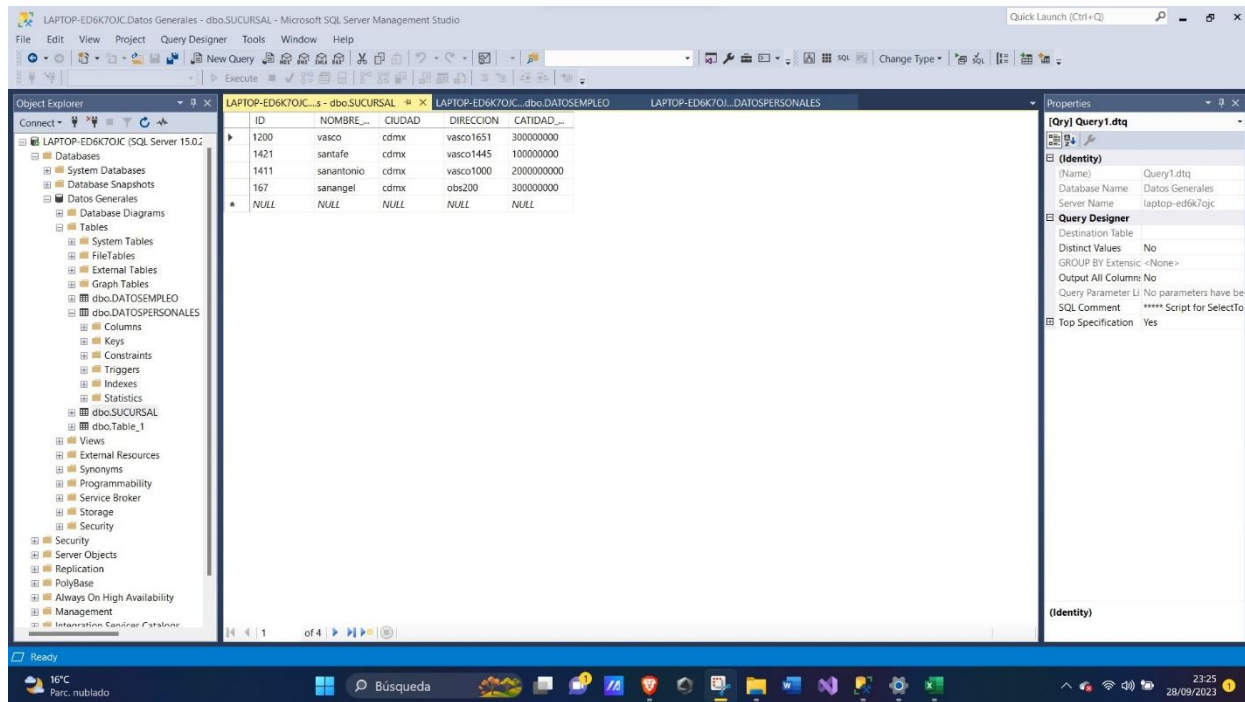 LAPTOP-ED6K7OJC.Datos Generales - dbo.SUCURSAL - Microsoft SQL Server Management Studio
Quick Launch (Ctrl+Q)
File Edit View Project Query Designer Tools Window Help
New Query
SQL
Change Type
Execute
Object Explorer
Connect
LAPTOP-ED6K7OJC (SQL Server 15.0.2
Databases
System Databases
Database Snapshots
Datos Generales
Database Diagrams
Tables
System Tables
FileTables
External Tables
Graph Tables
dbo.DATOSEMPLEO
dbo.DATOSPERSONALES
Columns
Keys
Constraints
Triggers
Indexes
Statistics
dbo.SUCURSAL
dbo.Table_1
Views
External Resources
Synonyms
Programmability
Service Broker
Storage
Security
Security
Server Objects
Replication
PolyBase
Always On High Availability
Management
Integration Services Catalogs
LAPTOP-ED6K7OJC....s - dbo.SUCURSAL
LAPTOP-ED6K7OJC...dbo.DATOSEMPLEO
LAPTOP-ED6K7OJ...DATOSPERSONALES
ID NOMBRE_... CIUDAD DIRECCION CATIDAD_...
1200 vasco cdmx vasco1651 300000000
1421 santafe cdmx vasco1445 100000000
1411 sanantonio cdmx vasco1000 2000000000
167 sanangel cdmx obs200 300000000
NULL NULL NULL NULL NULL
1 of 4
Properties
[Qry] Query1.dtq
(Identity)
(Name) Query1.dtq
Database Name Datos Generales
Server Name laptop-ed6k7ojc
Query Designer
Destination Table
Distinct Values No
GROUP BY Extensic <None>
Output All Columns No
Query Parameter Li No parameters have be
SQL Comment ***** Script for SelectTo
Top Specification Yes
(Identity)
Ready
16°C
Parc. nublado
Búsqueda
23:25
28/09/2023
1